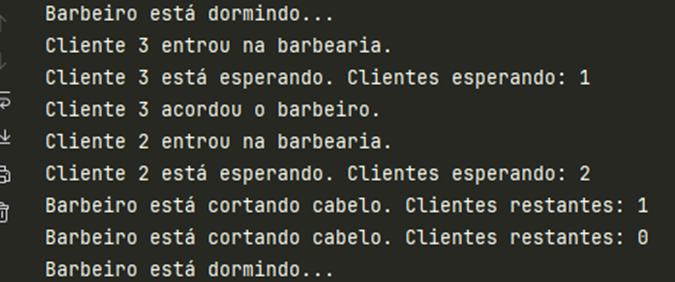 Barbeiro está dormindo...
Cliente 3 entrou na barbearia.
Cliente 3 está esperando. Clientes esperando: 1
Cliente 3 acordou o barbeiro.
Cliente 2 entrou na barbearia.
Cliente 2 está esperando. Clientes esperando: 2
Barbeiro está cortando cabelo. Clientes restantes: 1
Barbeiro está cortando cabelo. Clientes restantes: 0
Barbeiro está dormindo...